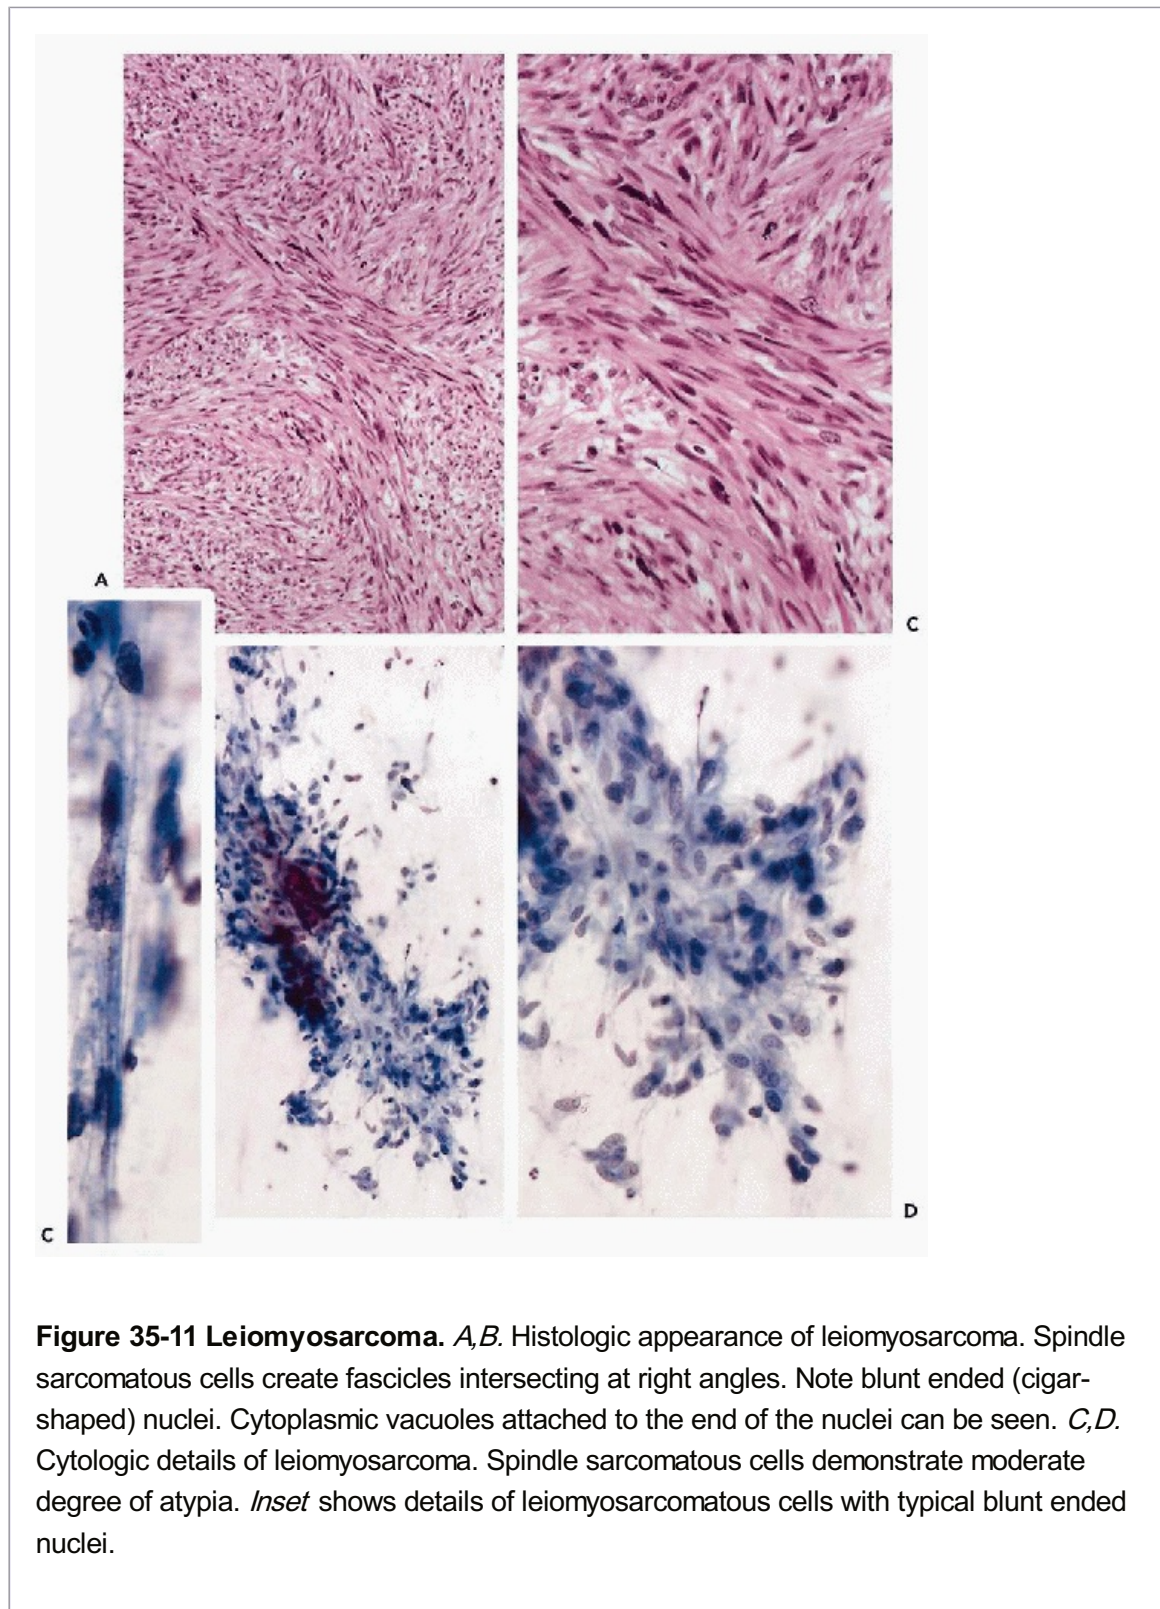 A
C
C
D
Figure 35-11 Leiomyosarcoma. A,B. Histologic appearance of leiomyosarcoma. Spindle
sarcomatous cells create fascicles intersecting at right angles. Note blunt ended (cigar-
shaped) nuclei. Cytoplasmic vacuoles attached to the end of the nuclei can be seen. C,D.
Cytologic details of leiomyosarcoma. Spindle sarcomatous cells demonstrate moderate
degree of atypia. Inset shows details of leiomyosarcomatous cells with typical blunt ended
nuclei.